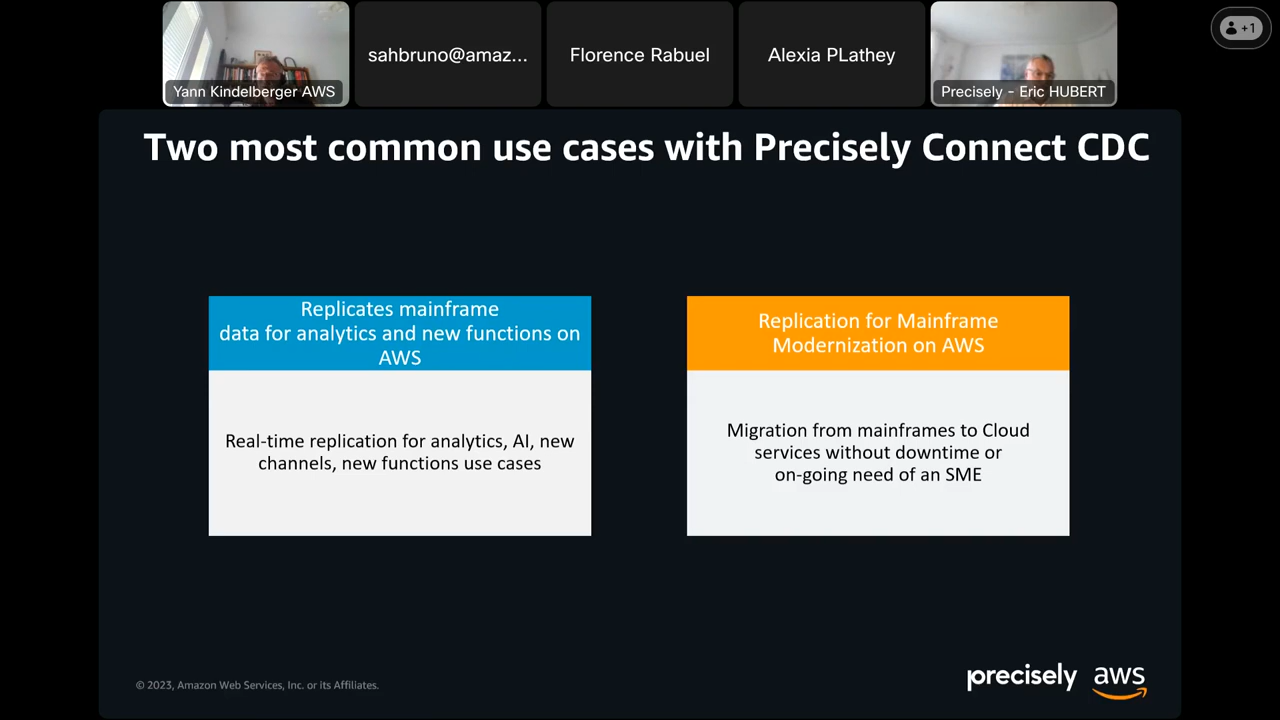 sahbruno@amaz...
Florence Rabuel
Alexia PLathey
+1
Yann Kindelberger AWS
Precisely - Eric HUBERT
Two most common use cases with Precisely Connect CDC
Replicates mainframe
data for analytics and new functions on
AWS
Real-time replication for analytics, AI, new
channels, new functions use cases
Replication for Mainframe
Modernization on AWS
Migration from mainframes to Cloud
services without downtime or
on-going need of an SME
© 2023, Amazon Web Services, Inc. or its Affiliates.
precisely
aws